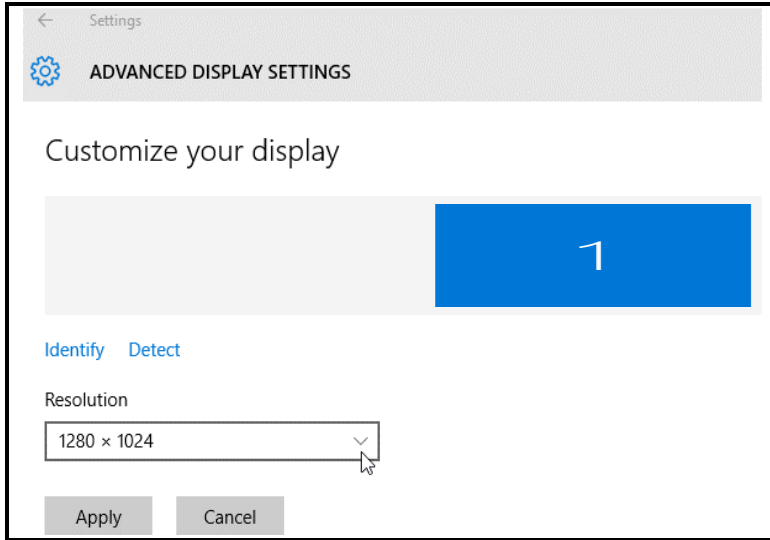 Settings
ADVANCED DISPLAY SETTINGS
Customize your display
1
Identify Detect
Resolution
1280 × 1024
Apply Cancel